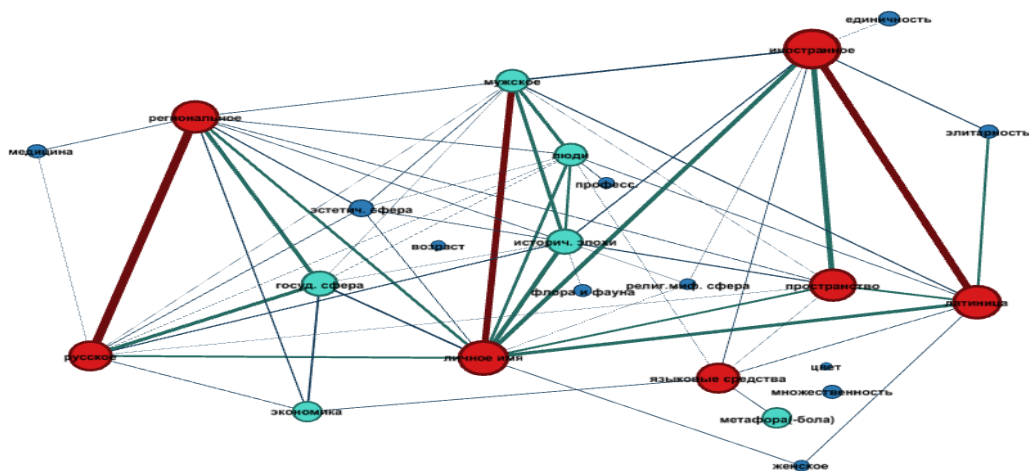 единичность
иностранное
мужское
региональное
элитарность
медицина
люди
професс.
эстетич. сфера
возраст
историч. эпохи
госуд. сфера
флора и фауна
религ.миф. сфера
пространство
латиница
русское
личное имя
цвет
языковые средства
множественность
экономика
метафора(-бола)
женское